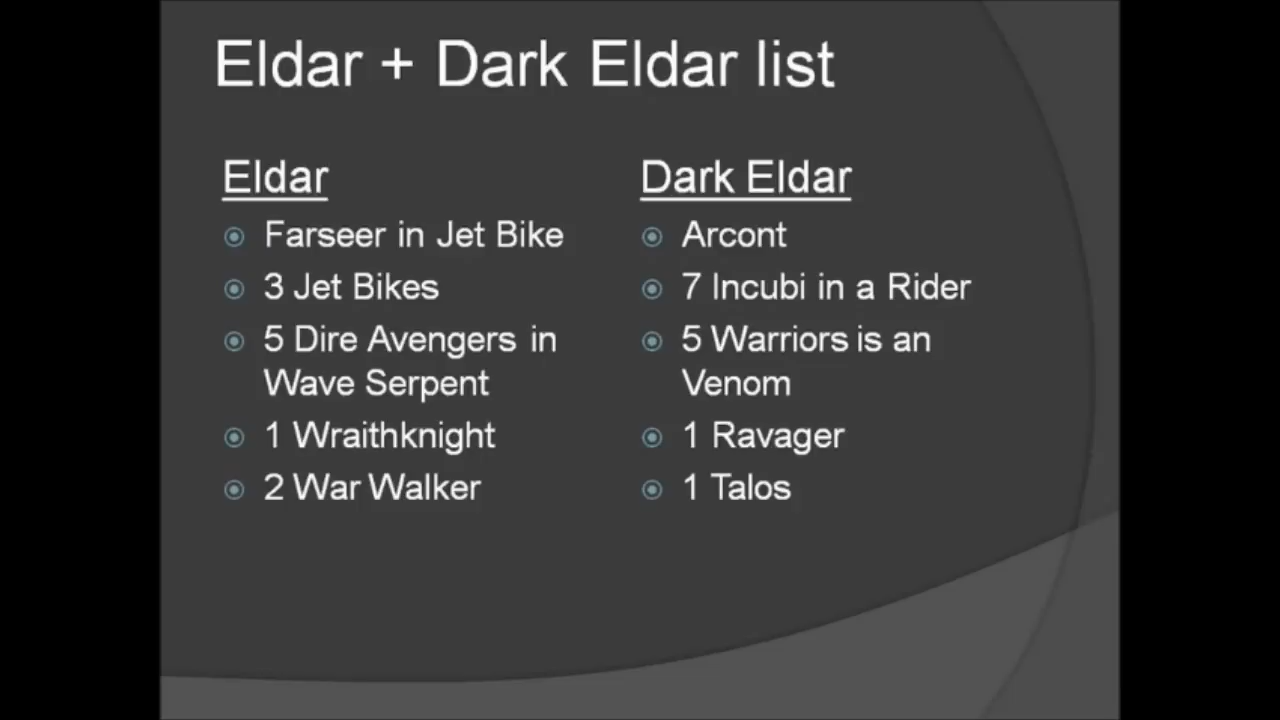 Eldar + Dark Eldar list
Eldar
Farseer in Jet Bike
3 Jet Bikes
5 Dire Avengers in
Wave Serpent
1 Wraithknight
2 War Walker
Dark Eldar
Arcont
7 Incubi in a Rider
5 Warriors is an
Venom
1 Ravager
1 Talos